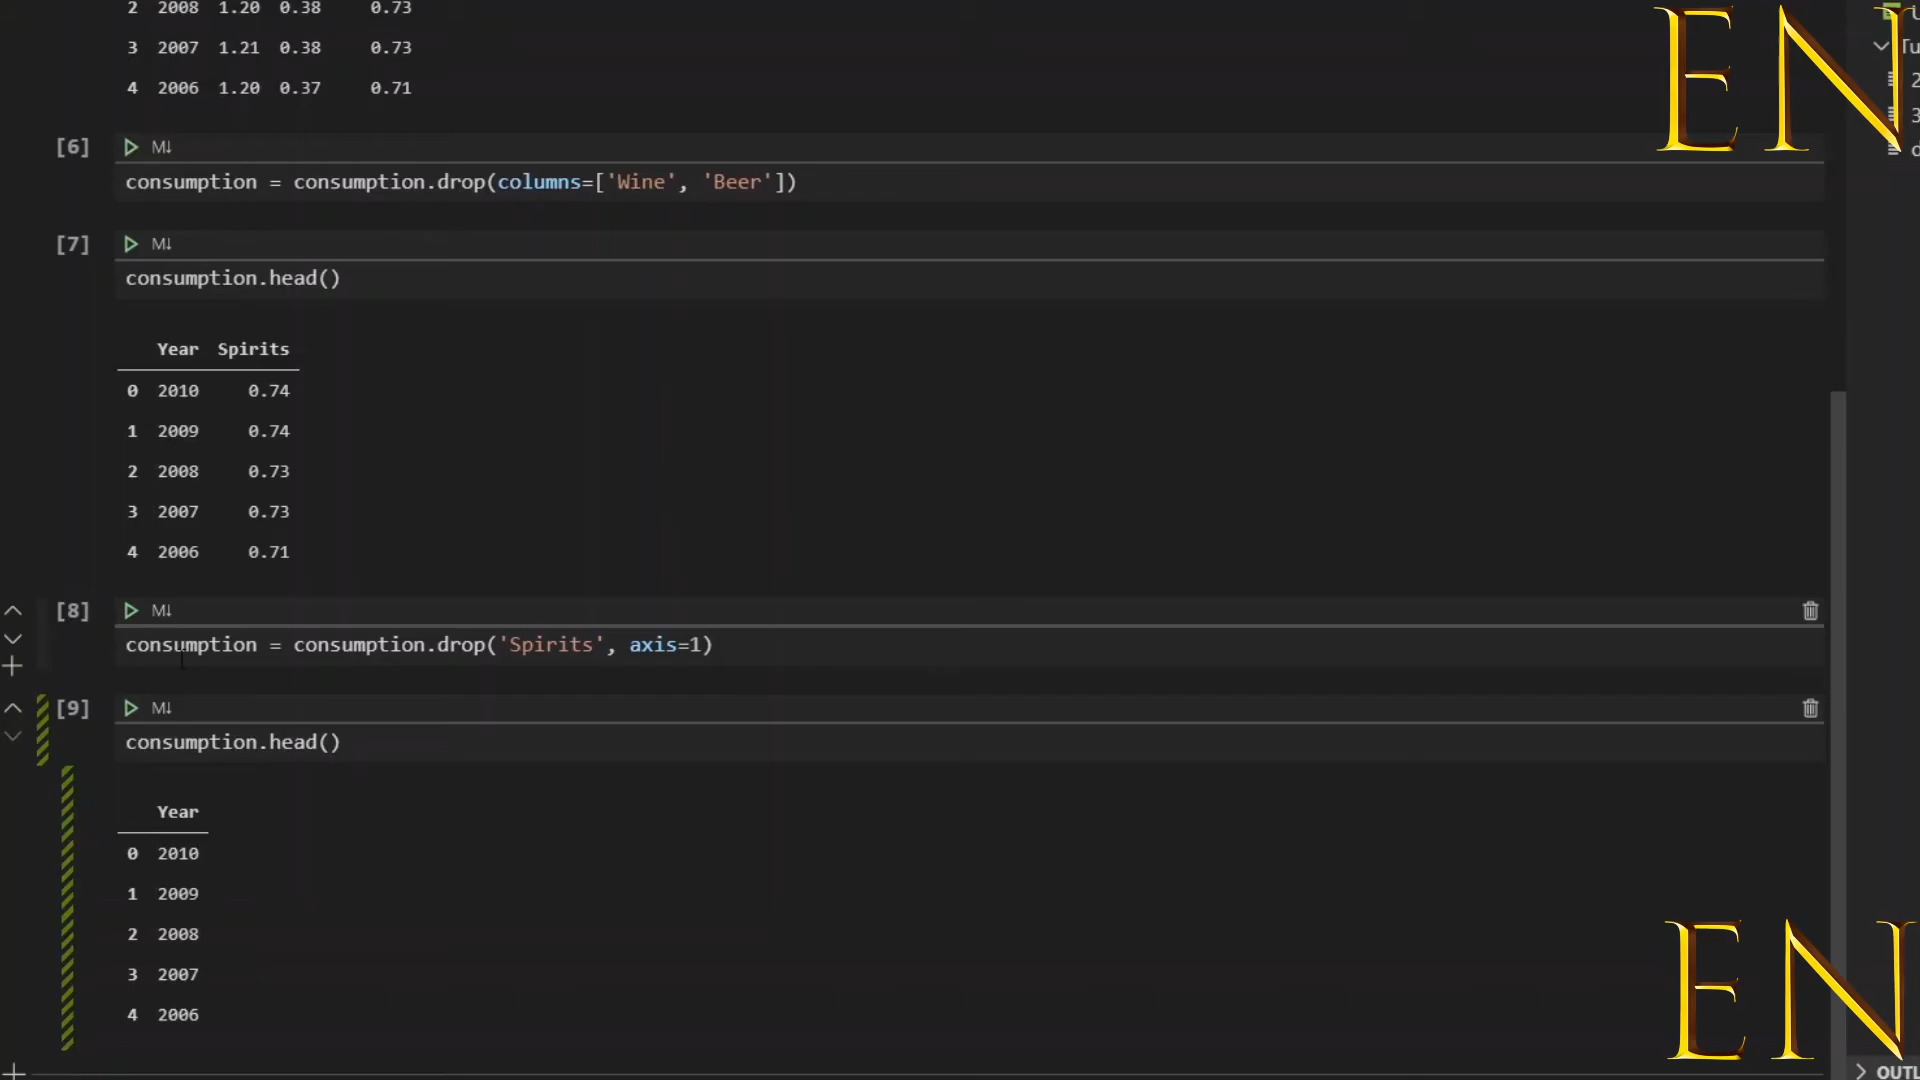 2 2008 1.20 0.38 0.73
3 2007 1.21 0.38 0.73
4 2006 1.20 0.37 0.71
EN
[6] M↓
consumption = consumption.drop(columns=['Wine', 'Beer'])
[7] M↓
consumption.head()
Year Spirits
0 2010 0.74
1 2009 0.74
2 2008 0.73
3 2007 0.73
4 2006 0.71
[8] M↓
consumption = consumption.drop('Spirits', axis=1)
[9] M↓
consumption.head()
Year
0 2010
1 2009
2 2008
3 2007
4 2006
EN